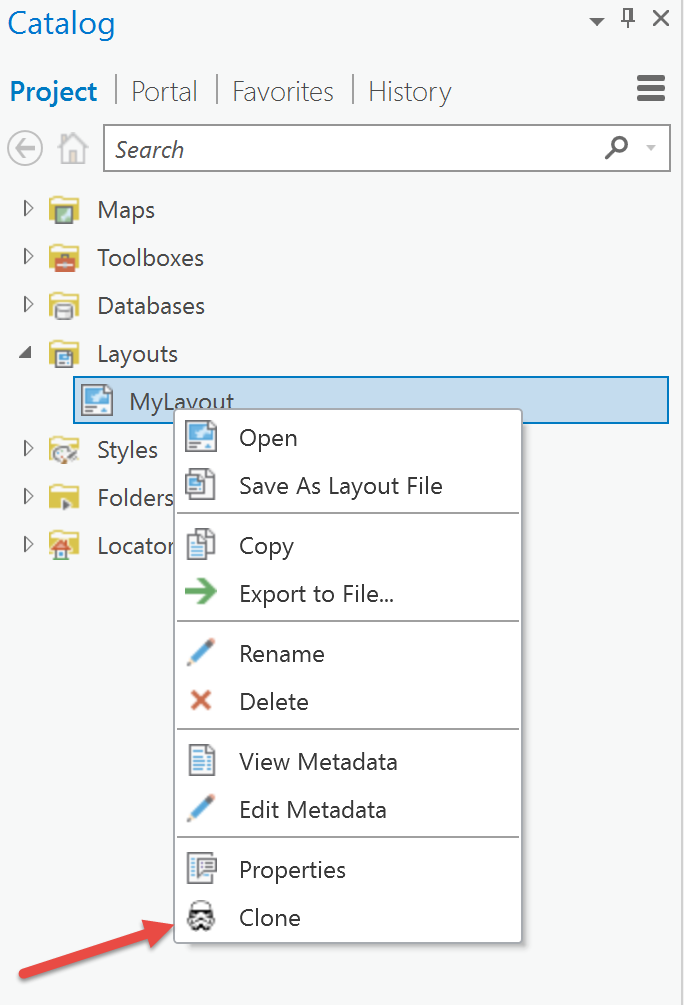 Catalog
Project Portal Favorites History
Search
Maps
Toolboxes
Databases
Layouts
MyLayout
Open
Save As Layout File
Copy
Export to File...
Rename
Delete
View Metadata
Edit Metadata
Properties
Clone
Styles
Folders
Locator